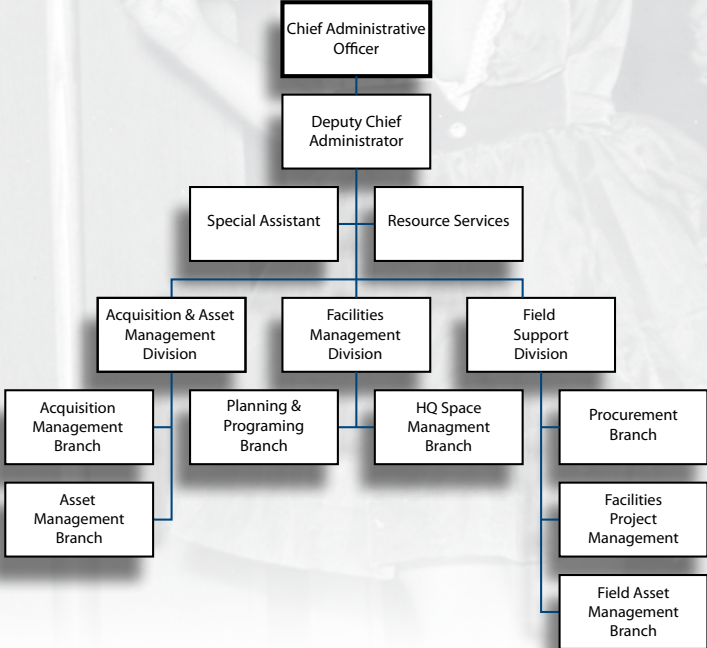 Chief Administrative
Officer
Deputy Chief
Administrator
Special Assistant
Resource Services
Acquisition & Asset
Management
Division
Facilities
Management
Division
Field
Support
Division
Acquisition
Management
Branch
Planning &
Programing
Branch
HQ Space
Managment
Branch
Procurement
Branch
Asset
Management
Branch
Facilities
Project
Management
Field Asset
Management
Branch